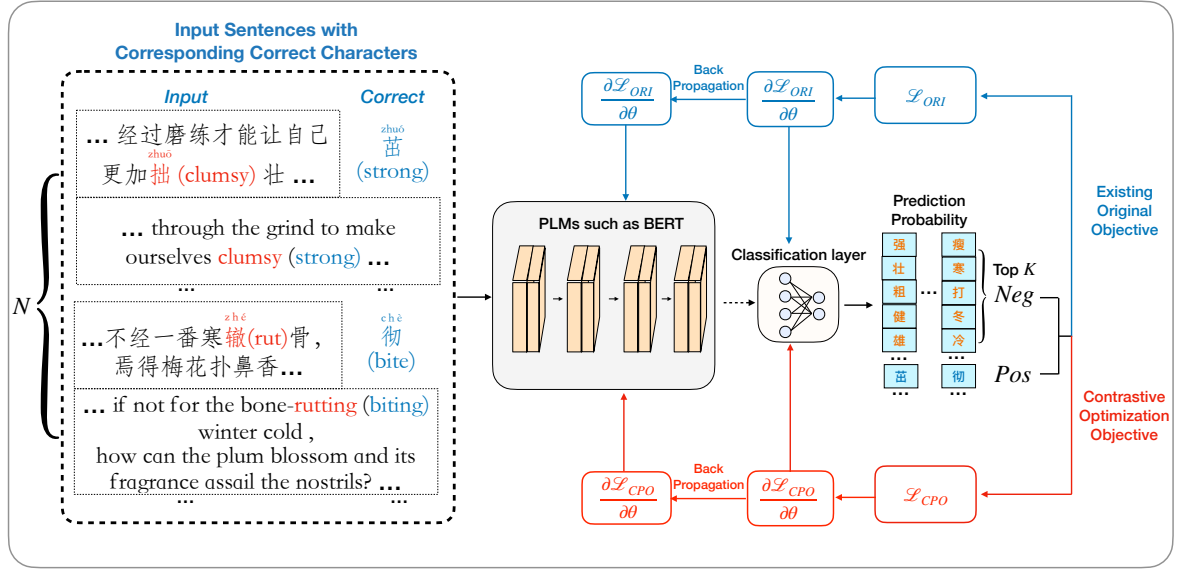 Input Sentences with
Corresponding Correct Characters
Input
Correct
... 经过磨练才能让自己
zhuō
更加拙 (clumsy) 壮 ...
zhuó
茁
(strong)
... through the grind to make
ourselves clumsy (strong) ...
...
N
zhé
...不经一番寒辙(rut)骨，
焉得梅花扑鼻香...
chè
彻
(bite)
... if not for the bone-rutting (biting)
winter cold ,
how can the plum blossom and its
fragrance assail the nostrils? ...
...
...
PLMs such as BERT
Classification layer
∂ℒ_ORI
∂θ
Back
Propagation
∂ℒ_ORI
∂θ
ℒ_ORI
Existing
Original
Objective
Prediction
Probability
强 瘦
壮 寒
粗 ... 打
健 冬
雄 冷
... ...
茁 彻
... ...
Top K
Neg
Pos
Contrastive
Optimization
Objective
∂ℒ_CPO
∂θ
Back
Propagation
∂ℒ_CPO
∂θ
ℒ_CPO